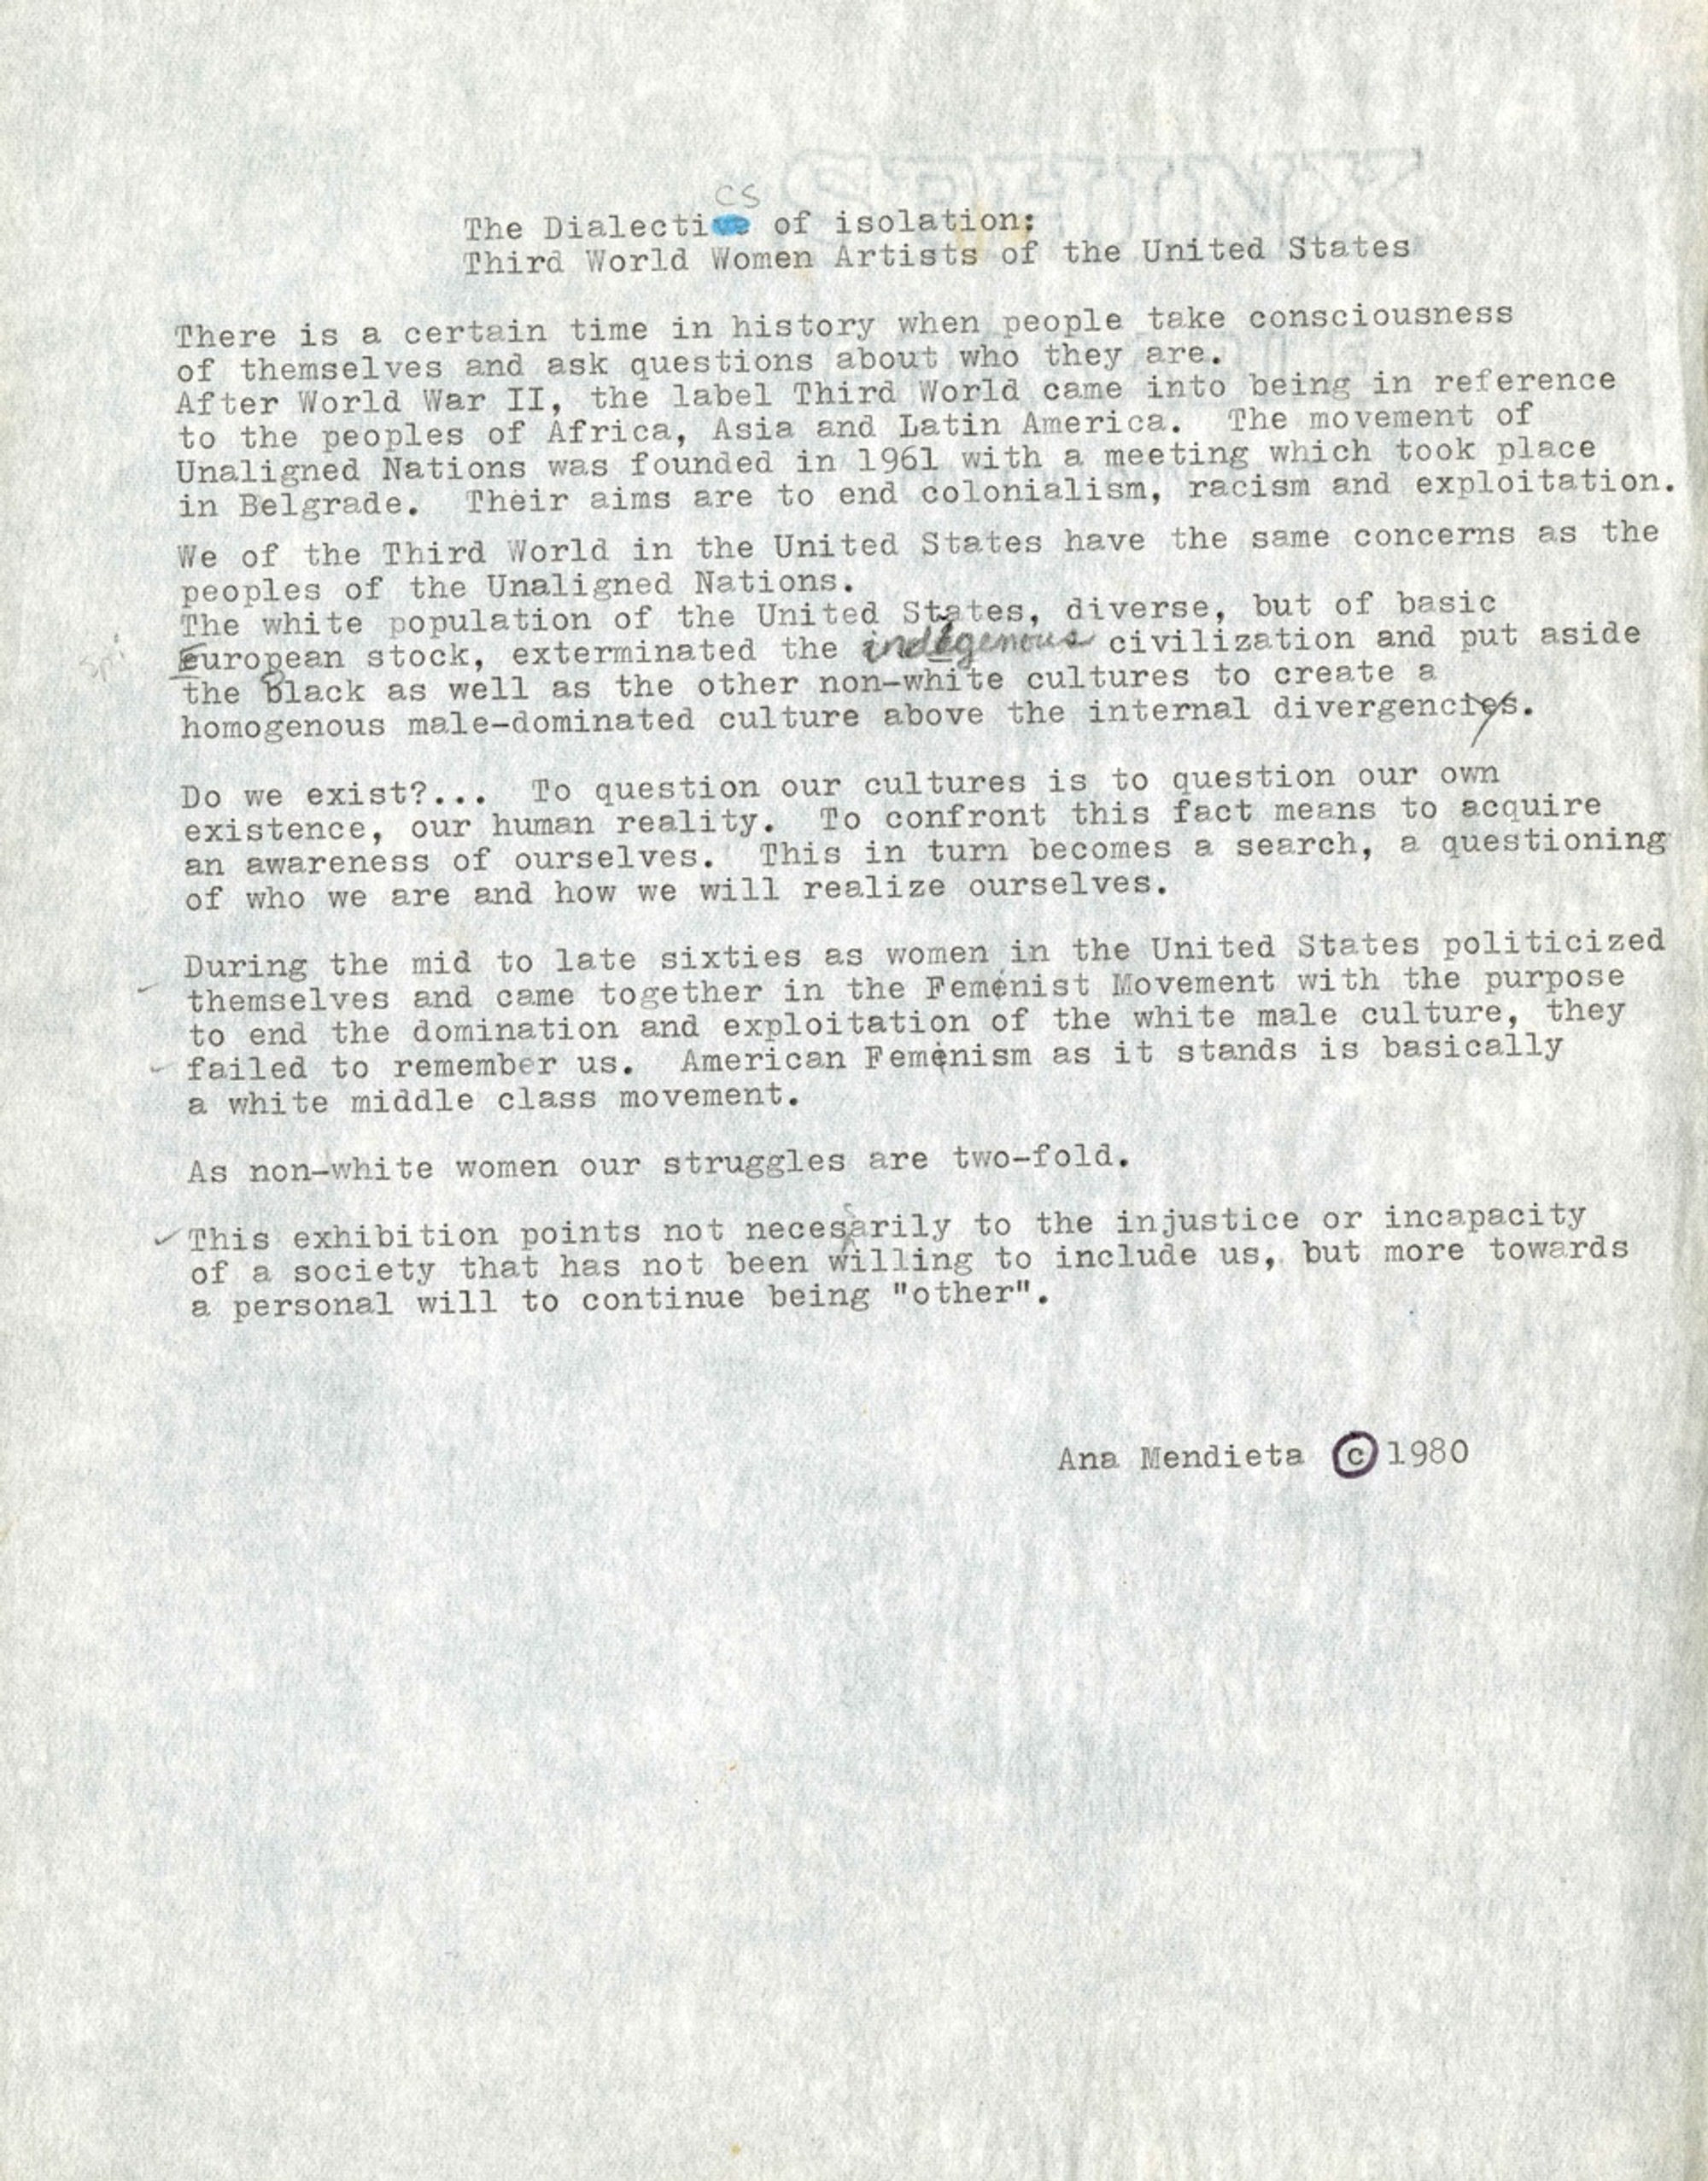 cs
The Dialecti of isolation:
Third World Women Artists of the United States
There is a certain time in history when people take consciousness
of themselves and ask questions about who they are.
After World War II, the label Third World came into being in reference
to the peoples of Africa, Asia and Latin America. The movement of
Unaligned Nations was founded in 1961 with a meeting which took place
in Belgrade. Their aims are to end colonialism, racism and exploitation.
We of the Third World in the United States have the same concerns as the
peoples of the Unaligned Nations.
The white population of the United States, diverse, but of basic
European stock, exterminated the indigenous civilization and put aside
the Black as well as the other non-white cultures to create a
homogenous male-dominated culture above the internal divergencies.
Do we exist?... To question our cultures is to question our own
existence, our human reality. To confront this fact means to acquire
an awareness of ourselves. This in turn becomes a search, a questioning
of who we are and how we will realize ourselves.
During the mid to late sixties as women in the United States politicized
themselves and came together in the Feminist Movement with the purpose
to end the domination and exploitation of the white male culture, they
failed to remember us. American Feminism as it stands is basically
a white middle class movement.
As non-white women our struggles are two-fold.
This exhibition points not necessarily to the injustice or incapacity
of a society that has not been willing to include us, but more towards
a personal will to continue being "other".
Ana Mendieta © 1980
SPHINX